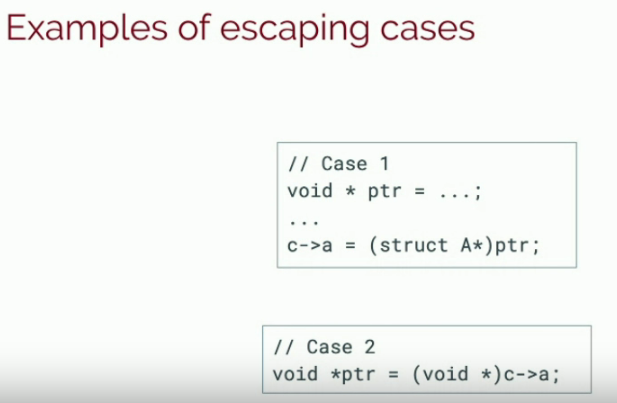 Examples of escaping cases
// Case 1
void * ptr = ...;
...
c->a = (struct A*)ptr;
// Case 2
void *ptr = (void *)c->a;